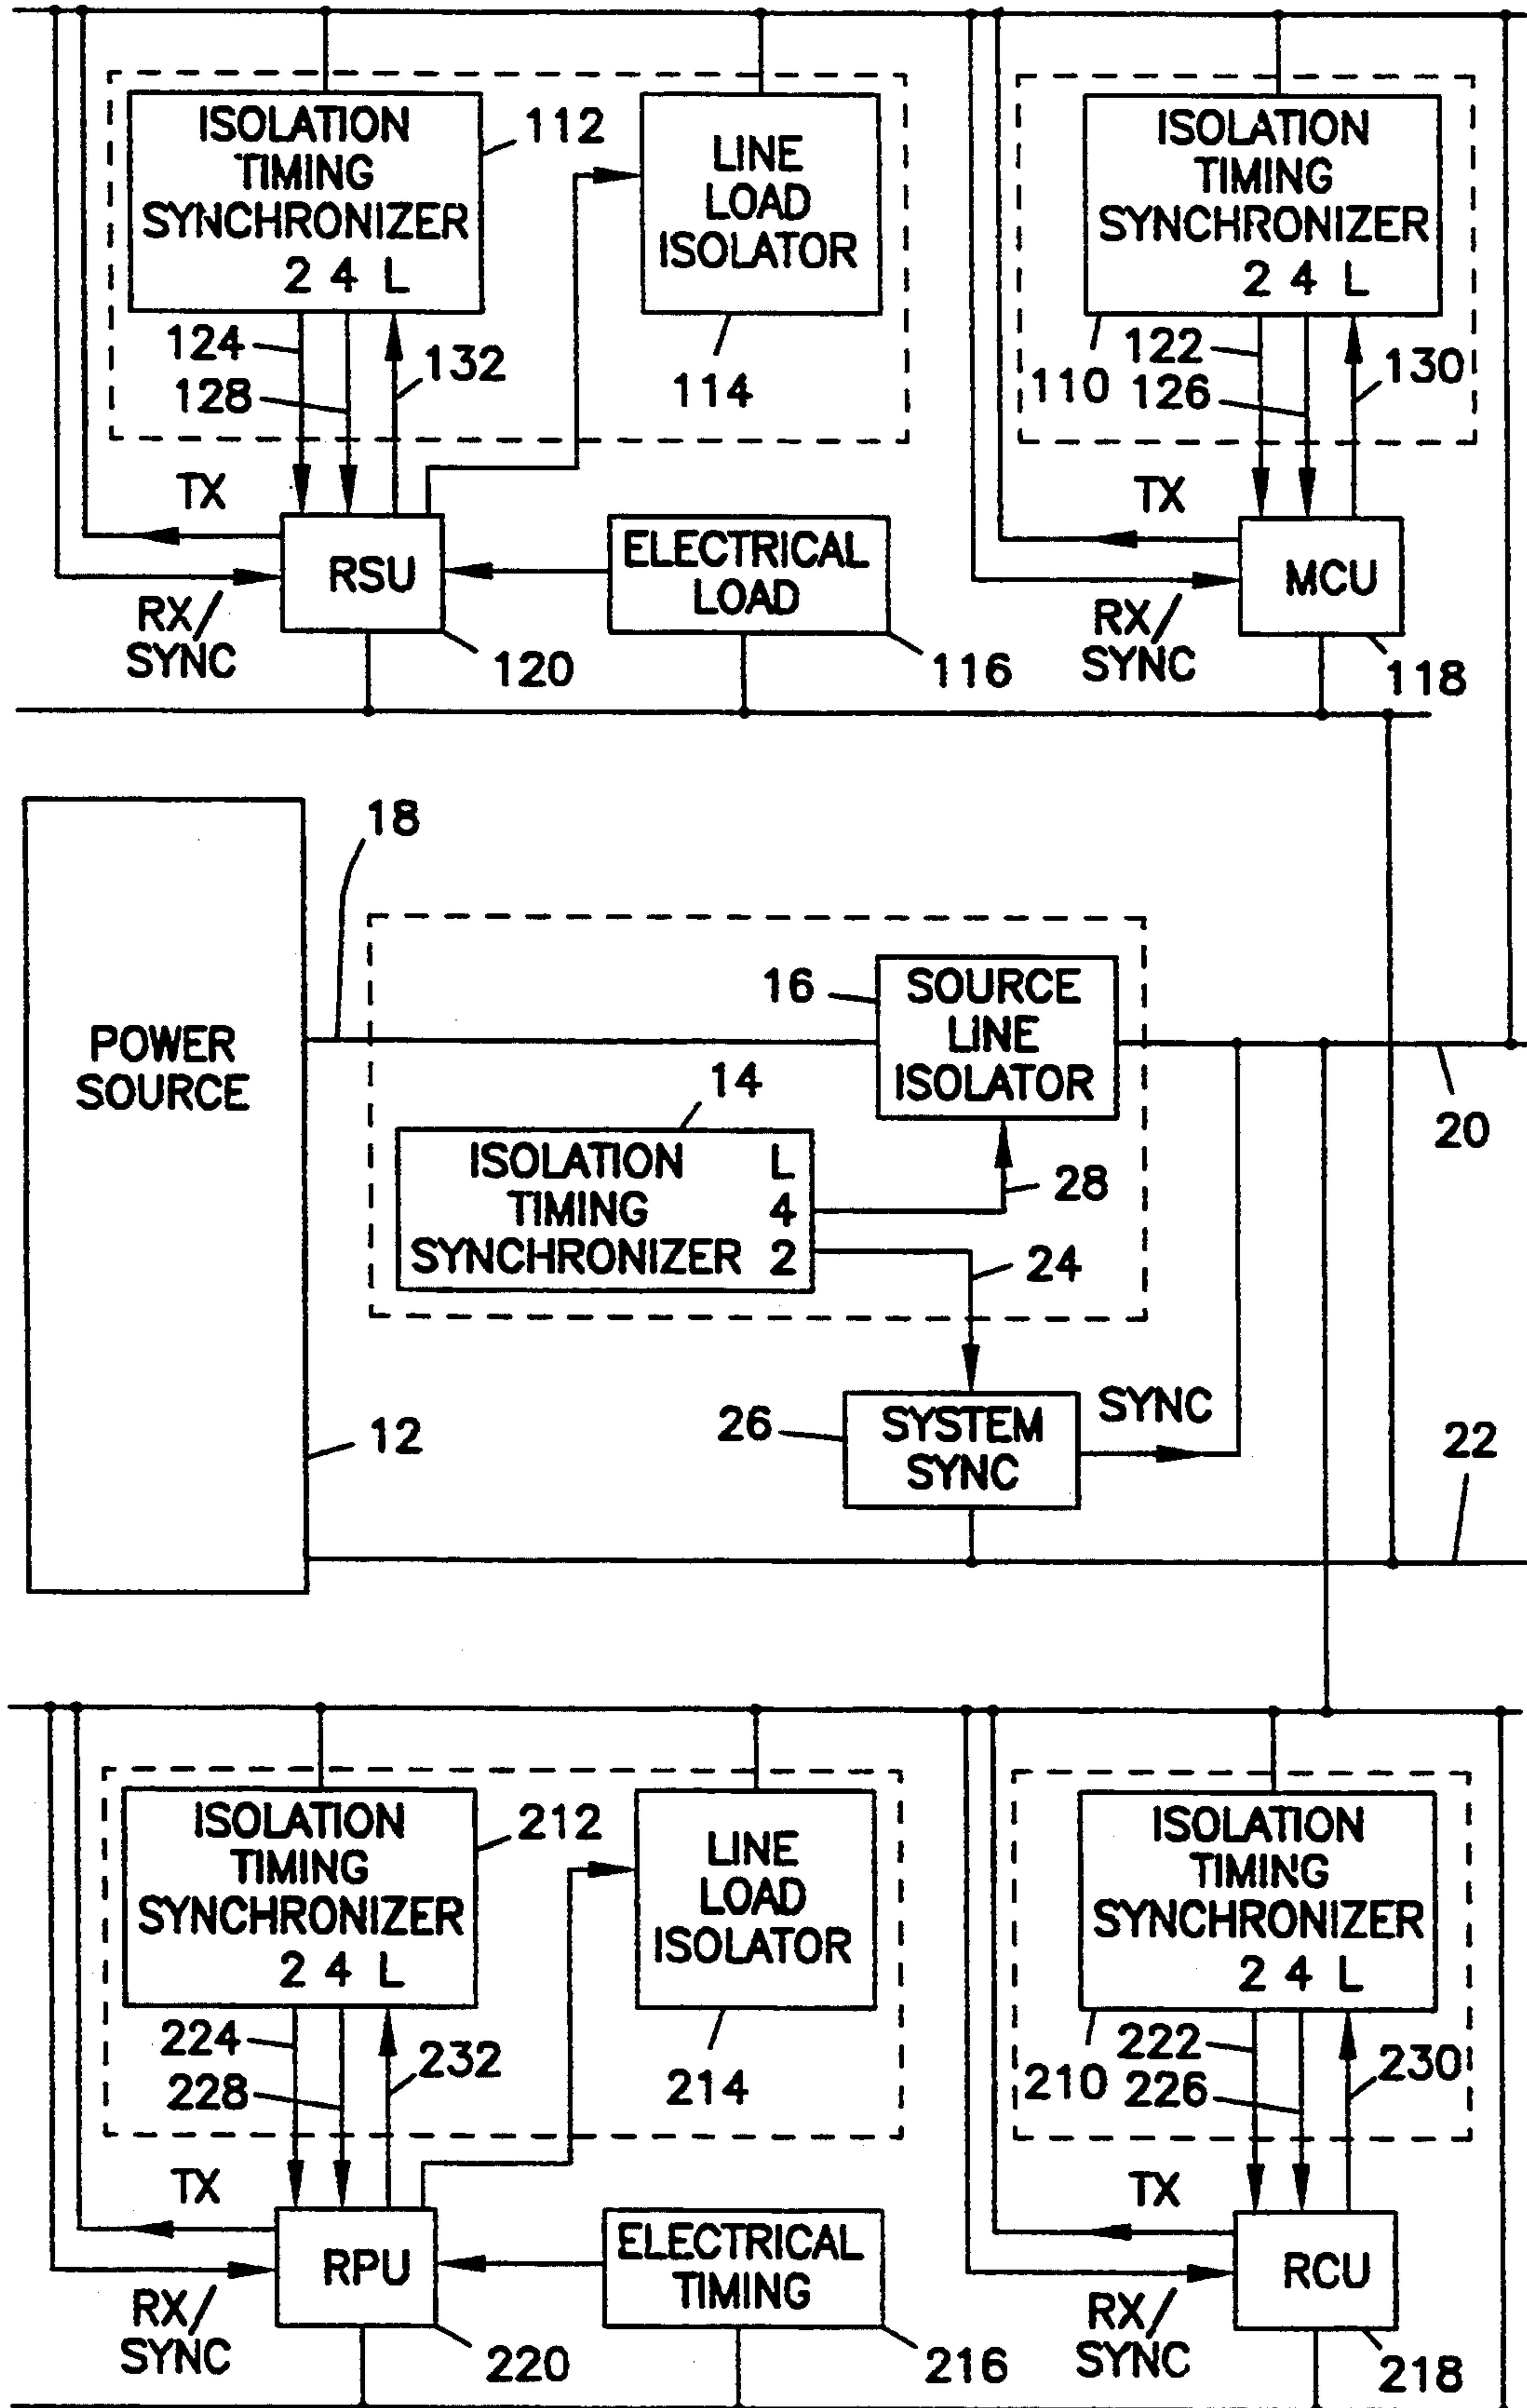 ISOLATION
TIMING
SYNCHRONIZER
2 4 L
112
LINE
LOAD
ISOLATOR
114
ISOLATION
TIMING
SYNCHRONIZER
2 4 L
124
128
132
110
122
126
130
TX
RSU
RX/
SYNC
120
ELECTRICAL
LOAD
116
TX
MCU
RX/
SYNC
118
POWER
SOURCE
18
16
SOURCE
LINE
ISOLATOR
20
14
ISOLATION
TIMING
SYNCHRONIZER
L
4
2
28
24
12
26
SYSTEM
SYNC
SYNC
22
ISOLATION
TIMING
SYNCHRONIZER
2 4 L
212
LINE
LOAD
ISOLATOR
214
ISOLATION
TIMING
SYNCHRONIZER
2 4 L
224
228
232
210
222
226
230
TX
RPU
RX/
SYNC
220
ELECTRICAL
TIMING
216
TX
RCU
RX/
SYNC
218